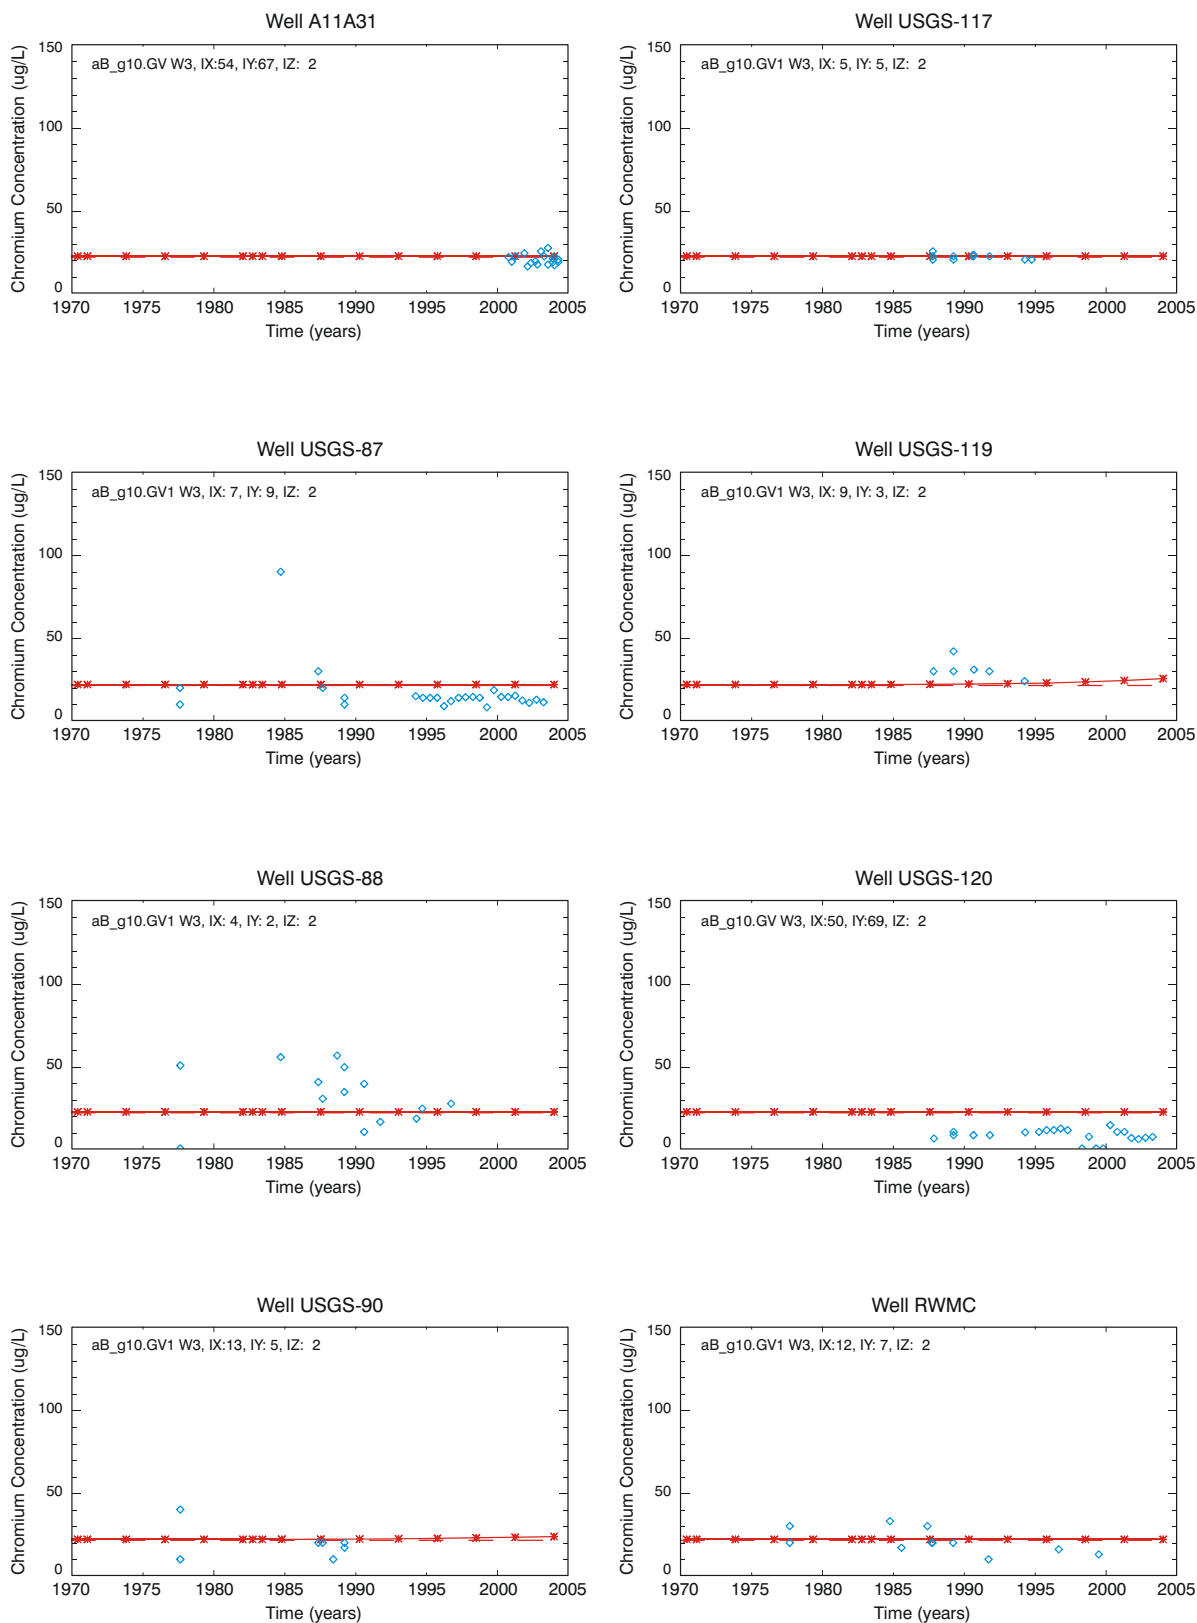 Well A11A31
Chromium Concentration (ug/L)
150
100
50
0
aB_g10.GV W3, IX:54, IY:67, IZ: 2
1970 1975 1980 1985 1990 1995 2000 2005
Time (years)
Well USGS-117
Chromium Concentration (ug/L)
150
100
50
0
aB_g10.GV1 W3, IX: 5, IY: 5, IZ: 2
1970 1975 1980 1985 1990 1995 2000 2005
Time (years)
Well USGS-87
Chromium Concentration (ug/L)
150
100
50
0
aB_g10.GV1 W3, IX: 7, IY: 9, IZ: 2
1970 1975 1980 1985 1990 1995 2000 2005
Time (years)
Well USGS-119
Chromium Concentration (ug/L)
150
100
50
0
aB_g10.GV1 W3, IX: 9, IY: 3, IZ: 2
1970 1975 1980 1985 1990 1995 2000 2005
Time (years)
Well USGS-88
Chromium Concentration (ug/L)
150
100
50
0
aB_g10.GV1 W3, IX: 4, IY: 2, IZ: 2
1970 1975 1980 1985 1990 1995 2000 2005
Time (years)
Well USGS-120
Chromium Concentration (ug/L)
150
100
50
0
aB_g10.GV W3, IX:50, IY:69, IZ: 2
1970 1975 1980 1985 1990 1995 2000 2005
Time (years)
Well USGS-90
Chromium Concentration (ug/L)
150
100
50
0
aB_g10.GV1 W3, IX:13, IY: 5, IZ: 2
1970 1975 1980 1985 1990 1995 2000 2005
Time (years)
Well RWMC
Chromium Concentration (ug/L)
150
100
50
0
aB_g10.GV1 W3, IX:12, IY: 7, IZ: 2
1970 1975 1980 1985 1990 1995 2000 2005
Time (years)